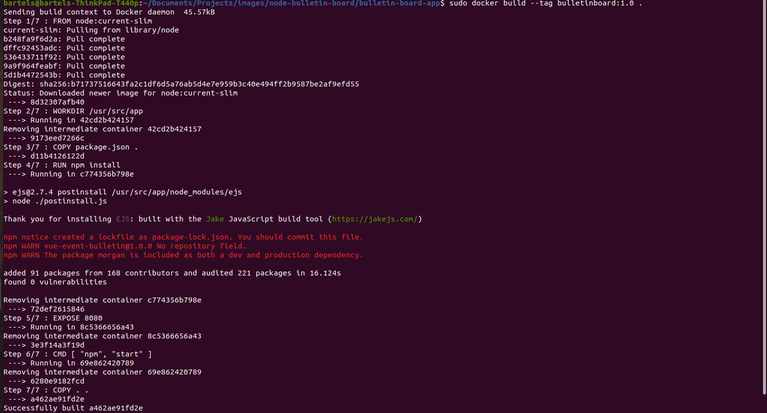 bartels@bartels-ThinkPad-T440p:~/Documents/Projects/images/node-bulletin-board/bulletin-board-app$ sudo docker build --tag bulletinboard:1.0 .
Sending build context to Docker daemon  45.57kB
Step 1/7 : FROM node:current-slim
current-slim: Pulling from library/node
b248fa9f6d2a: Pull complete
dffc92453adc: Pull complete
536433711f92: Pull complete
9a9f964feabf: Pull complete
5d1b4472543b: Pull complete
Digest: sha256:b71737516643fa2c1df6d5a76ab5d4e7e959b3c40e494ff2b9587be2af9efd55
Status: Downloaded newer image for node:current-slim
 ---> 8d32307afb40
Step 2/7 : WORKDIR /usr/src/app
 ---> Running in 42cd2b424157
Removing intermediate container 42cd2b424157
 ---> 9173eed7266c
Step 3/7 : COPY package.json .
 ---> d11b4126122d
Step 4/7 : RUN npm install
 ---> Running in c774356b798e
> ejs@2.7.4 postinstall /usr/src/app/node_modules/ejs
> node ./postinstall.js
Thank you for installing EJS: built with the Jake JavaScript build tool (https://jakejs.com/)
npm notice created a lockfile as package-lock.json. You should commit this file.
npm WARN vue-event-bulletin@1.0.0 No repository field.
npm WARN The package morgan is included as both a dev and production dependency.
added 91 packages from 168 contributors and audited 221 packages in 16.124s
found 0 vulnerabilities
Removing intermediate container c774356b798e
 ---> 72def2615846
Step 5/7 : EXPOSE 8080
 ---> Running in 8c5366656a43
Removing intermediate container 8c5366656a43
 ---> 3e3f14a3f19d
Step 6/7 : CMD [ "npm", "start" ]
 ---> Running in 69e862420789
Removing intermediate container 69e862420789
 ---> 6280e9182fcd
Step 7/7 : COPY . .
 ---> a462ae91fd2e
Successfully built a462ae91fd2e